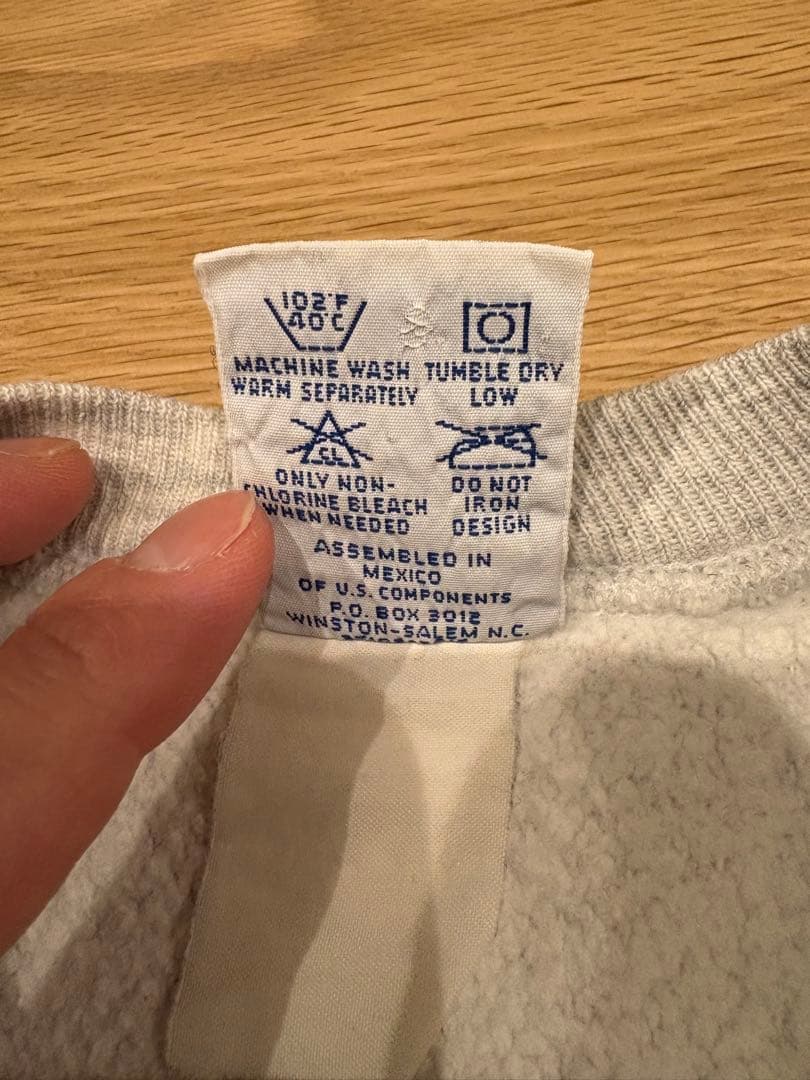 102°F
40°C
MACHINE WASH
WARM SEPARATELY
TUMBLE DRY
LOW
CL
ONLY NON-
CHLORINE BLEACH
WHEN NEEDED
DO NOT
IRON
DESIGN
ASSEMBLED IN
MEXICO
OF U.S. COMPONENTS
P.O. BOX 3012
WINSTON-SALEM N.C.